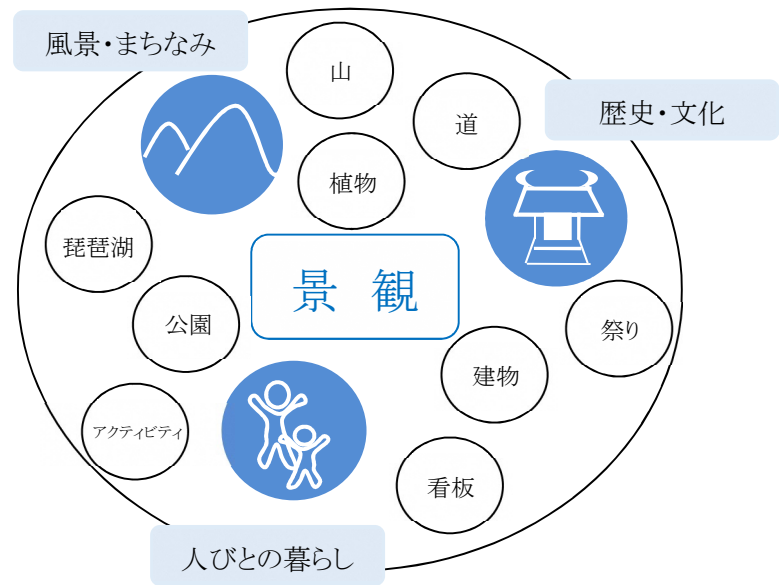 風景・まちなみ
山
道
歴史・文化
植物
琵琶湖
景 観
公園
祭り
建物
アクティビティ
看板
人びとの暮らし